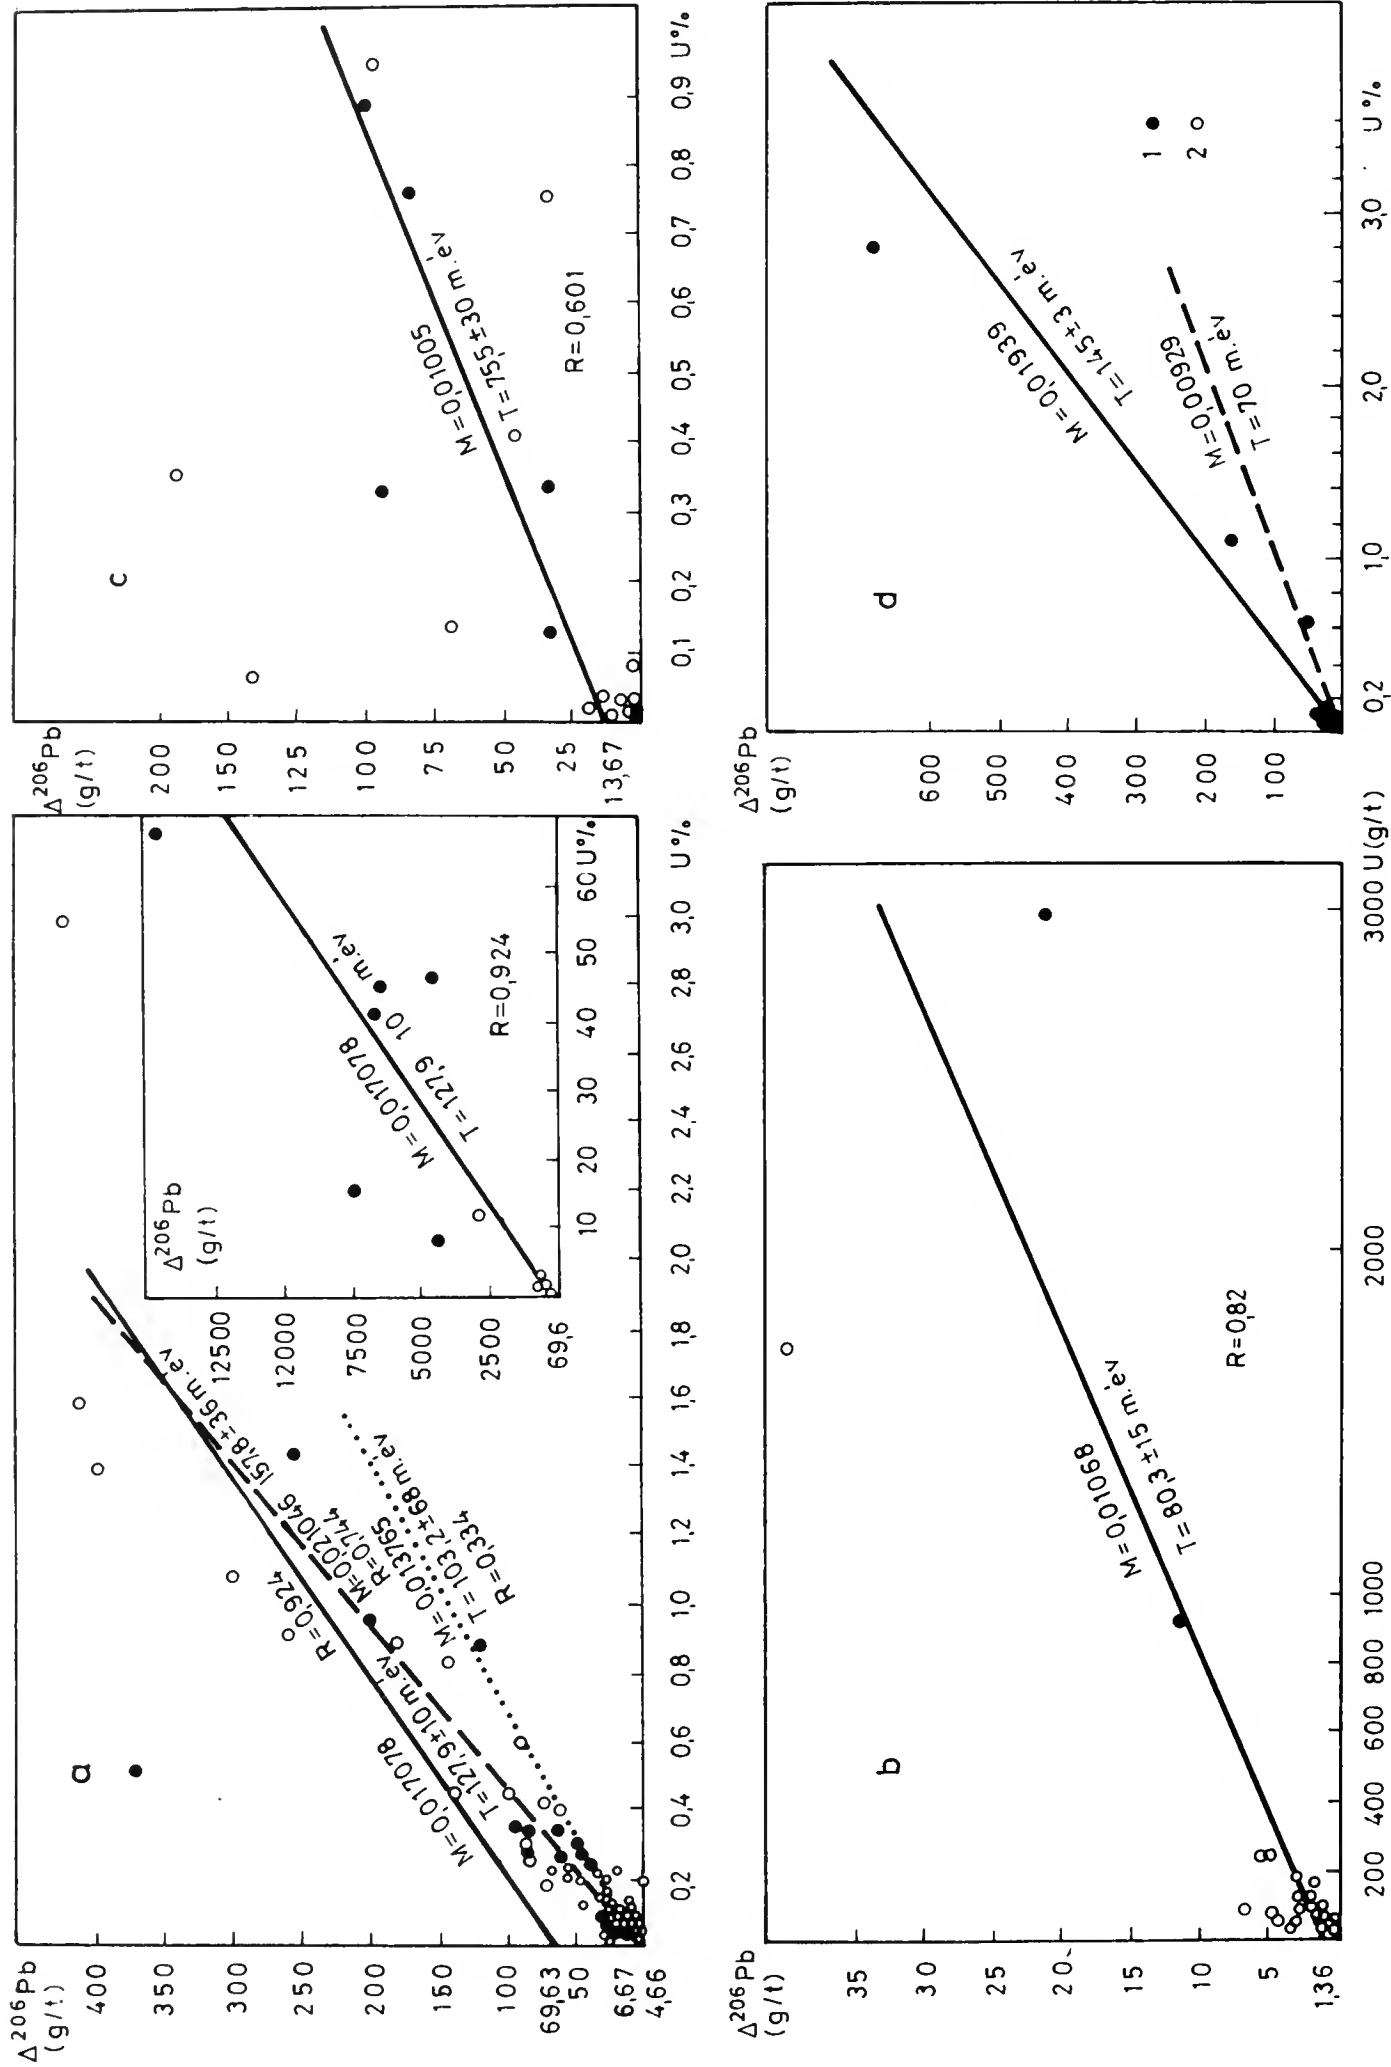 Δ²⁰⁶Pb
(g/t)
400
350
300
250
200
150
100
69,63
50
6,67
4,66
a
M=0,017078
T=127,9±10 m.év
R=0,924
157,8±36 m.év
M=0,021046
R=0,744
M=0,013765
T=103,2±68 m.év
R=0,334
0,2
0,4
0,6
0,8
1,0
1,2
1,4
1,6
1,8
2,0
2,2
2,4
2,6
2,8
3,0
U%
Δ²⁰⁶Pb
(g/t)
12500
12000
7500
5000
2500
69,6
M=0,017078
T=127,9 10 m.év
R=0,924
10
20
30
40
50
60
U%
Δ²⁰⁶Pb
(g/t)
200
150
125
100
75
50
25
13,67
c
M=0,01005
T=75,5±30 m.év
R=0,601
0,1
0,2
0,3
0,4
0,5
0,6
0,7
0,8
0,9
U%
Δ²⁰⁶Pb
(g/t)
35
30
25
20
15
10
5
1,36
b
M=0,01068
T=80,3±15 m.év
R=0,82
200
400
600
800
1000
2000
3000
U(g/t)
Δ²⁰⁶Pb
(g/t)
600
500
400
300
200
100
d
M=0,01939
T=145±3 m.év
M=0,00929
T=70 m.év
1
2
0,2
1,0
2,0
3,0
U%